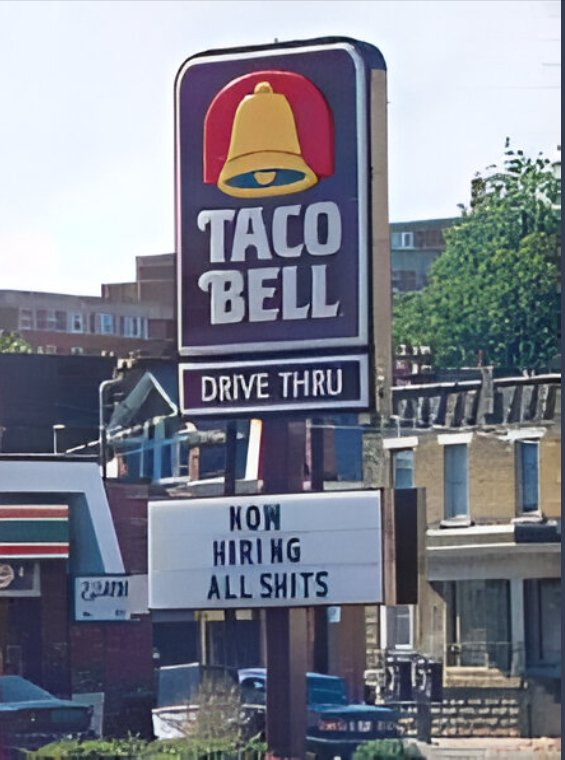 TACO
BELL
DRIVE THRU
NOW
HIRING
ALL SHITS